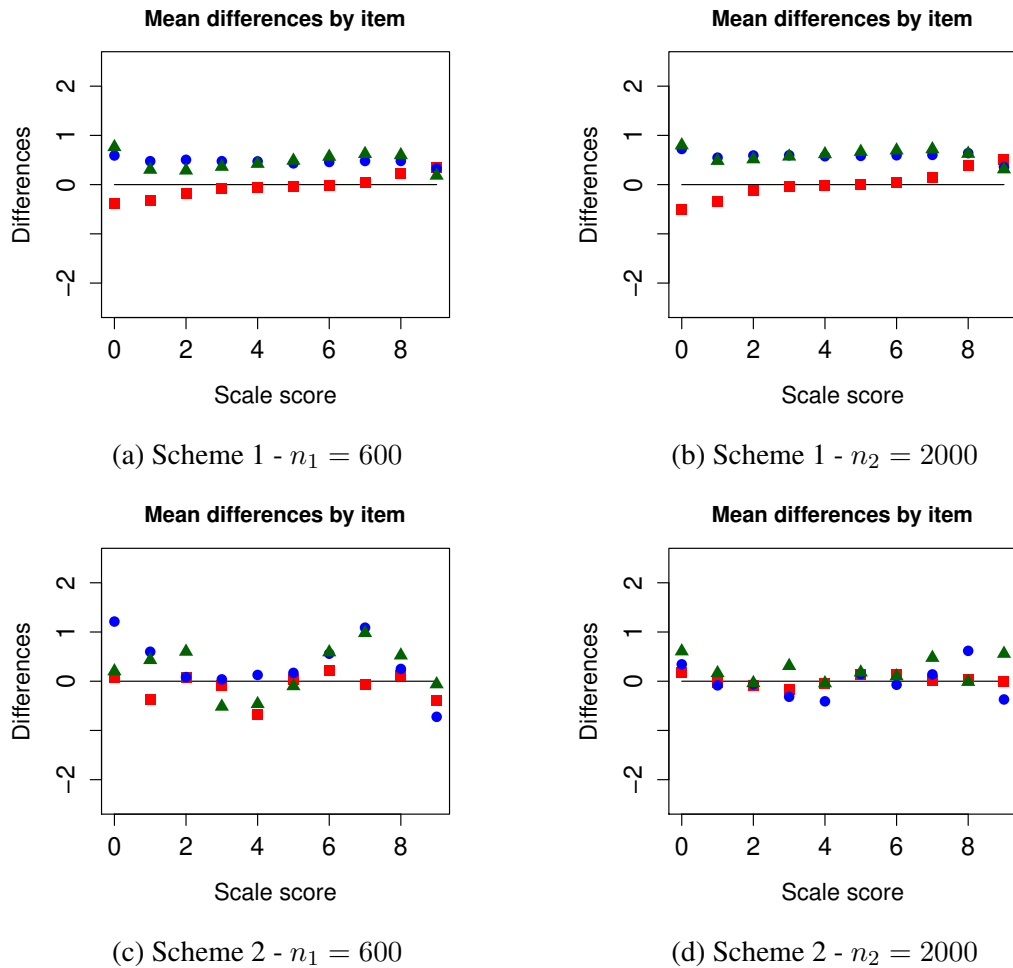 Mean differences by item
Differences
2
1
0
−2
0 2 4 6 8
Scale score
(a) Scheme 1 - n₁ = 600
Mean differences by item
Differences
2
1
0
−2
0 2 4 6 8
Scale score
(b) Scheme 1 - n₂ = 2000
Mean differences by item
Differences
2
1
0
−2
0 2 4 6 8
Scale score
(c) Scheme 2 - n₁ = 600
Mean differences by item
Differences
2
1
0
−2
0 2 4 6 8
Scale score
(d) Scheme 2 - n₂ = 2000